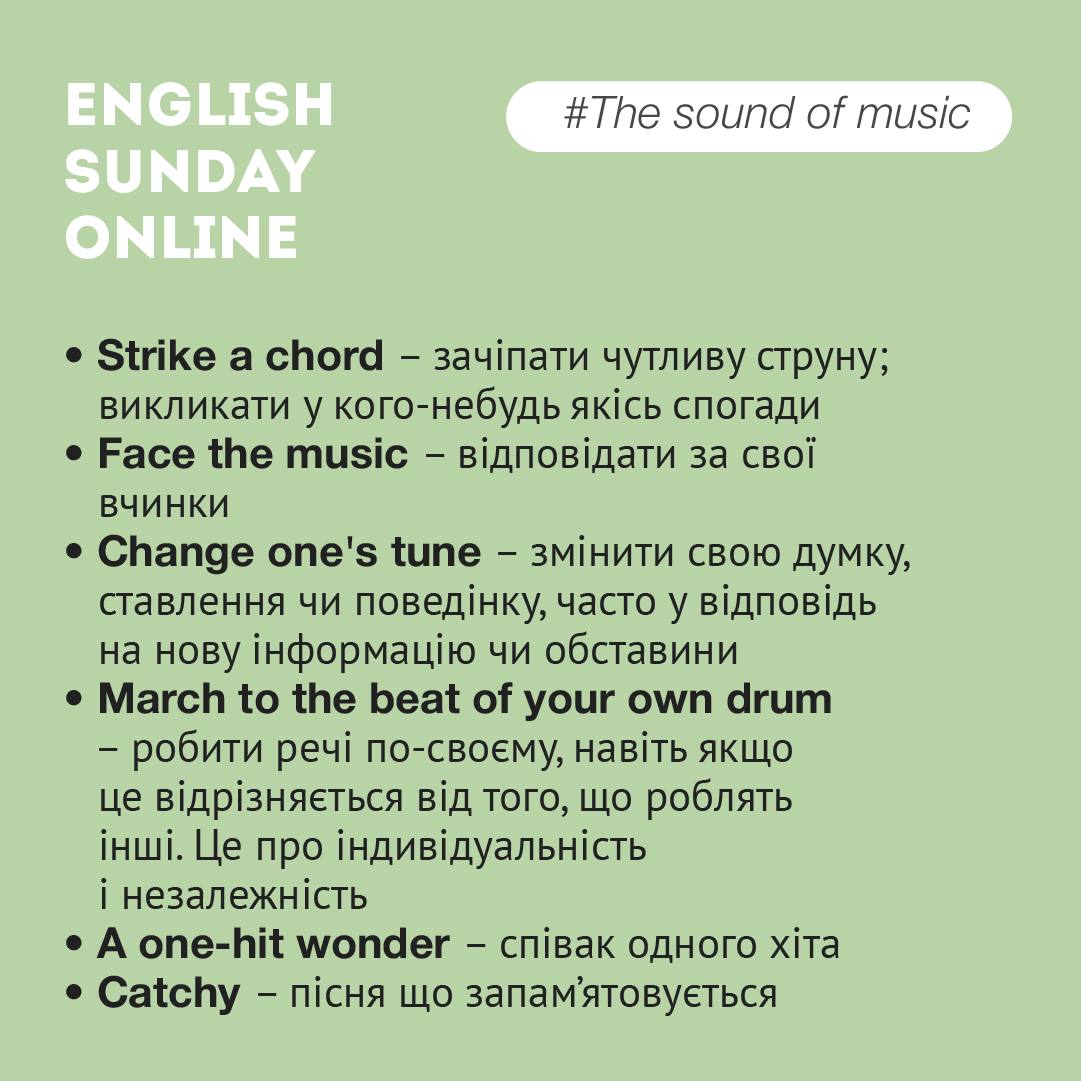 ENGLISH
SUNDAY
ONLINE
#The sound of music
• Strike a chord – зачіпати чутливу струну;
викликати у кого-небудь якісь спогади
• Face the music – відповідати за свої
вчинки
• Change one's tune – змінити свою думку,
ставлення чи поведінку, часто у відповідь
на нову інформацію чи обставини
• March to the beat of your own drum
– робити речі по-своєму, навіть якщо
це відрізняється від того, що роблять
інші. Це про індивідуальність
і незалежність
• A one-hit wonder – співак одного хіта
• Catchy – пісня що запам’ятовується